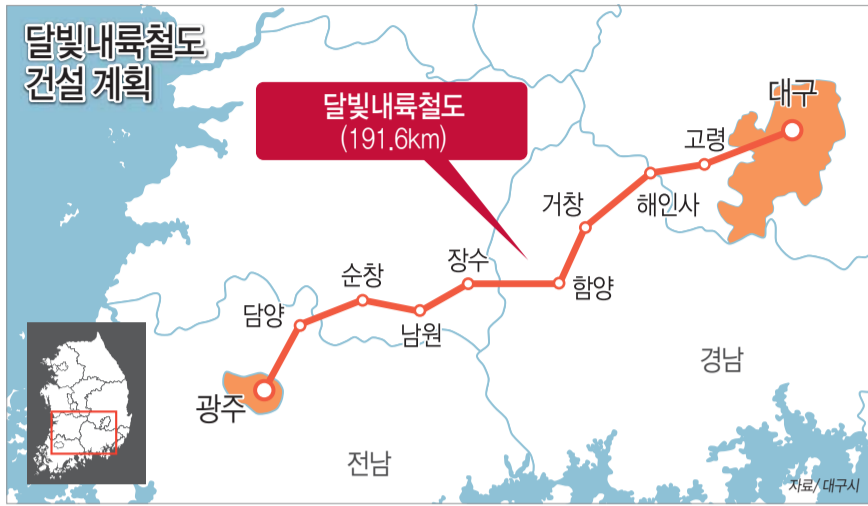 달빛내륙철도
건설 계획
달빛내륙철도
(191.6km)
대구
고령
해인사
거창
함양
장수
남원
순창
담양
광주
경남
전남
자료/ 대구시